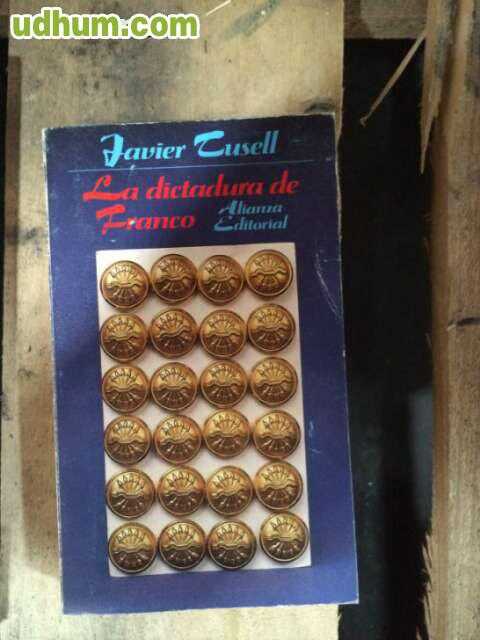 udhum.com
Javier Tusell
La dictadura de
Franco Alianza
Editorial